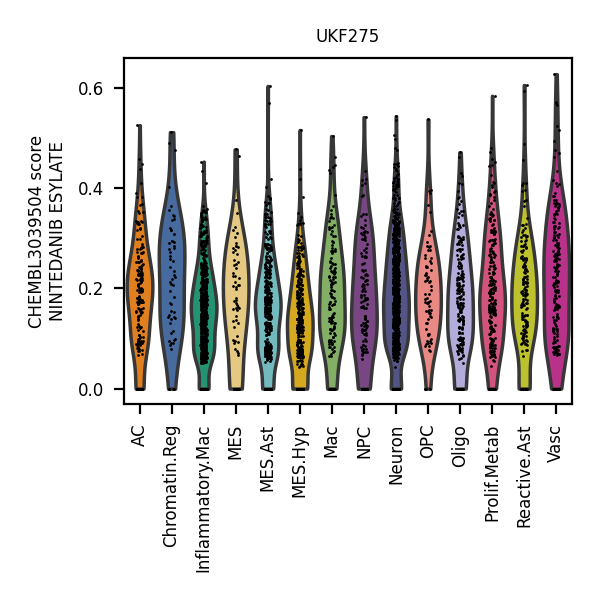 UKF275
CHEMBL3039504 score
NINTEDANIB ESYLATE
0.6
0.4
0.2
0.0
AC
Chromatin.Reg
Inflammatory.Mac
MES
MES.Ast
MES.Hyp
Mac
NPC
Neuron
OPC
Oligo
Prolif.Metab
Reactive.Ast
Vasc